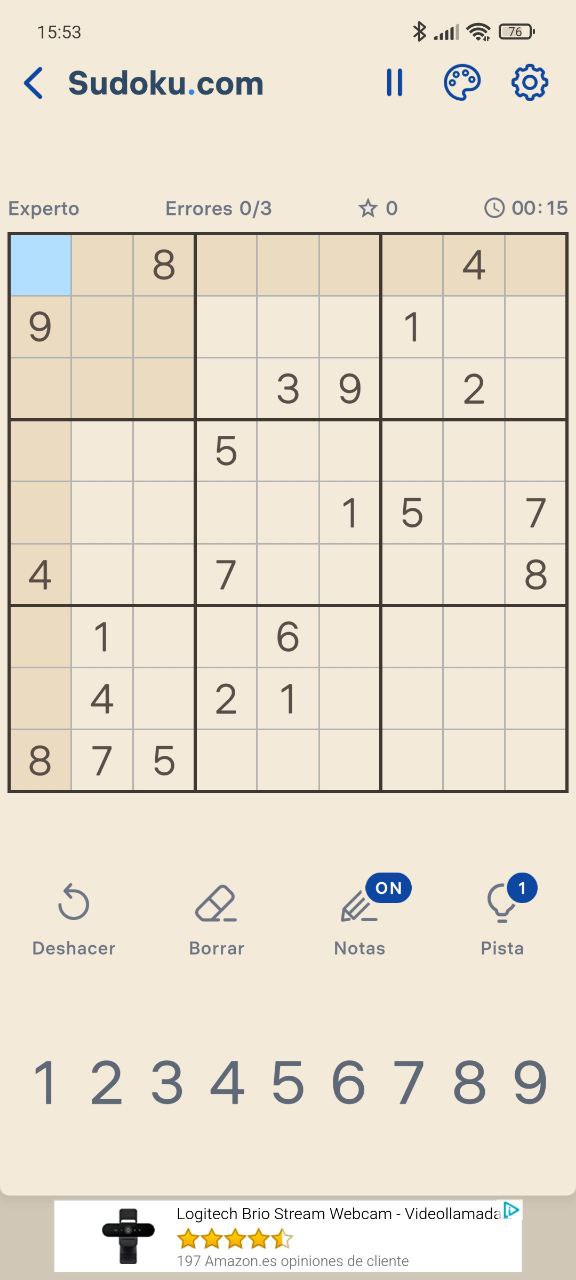 15:53 76
Sudoku.com
Experto Errores 0/3 0 00:15
8 4
9 1
3 9 2
5
1 5 7
4 7 8
1 6
4 2 1
8 7 5
ON 1
Deshacer Borrar Notas Pista
1 2 3 4 5 6 7 8 9
Logitech Brio Stream Webcam - Videollamada...
197 Amazon.es opiniones de cliente